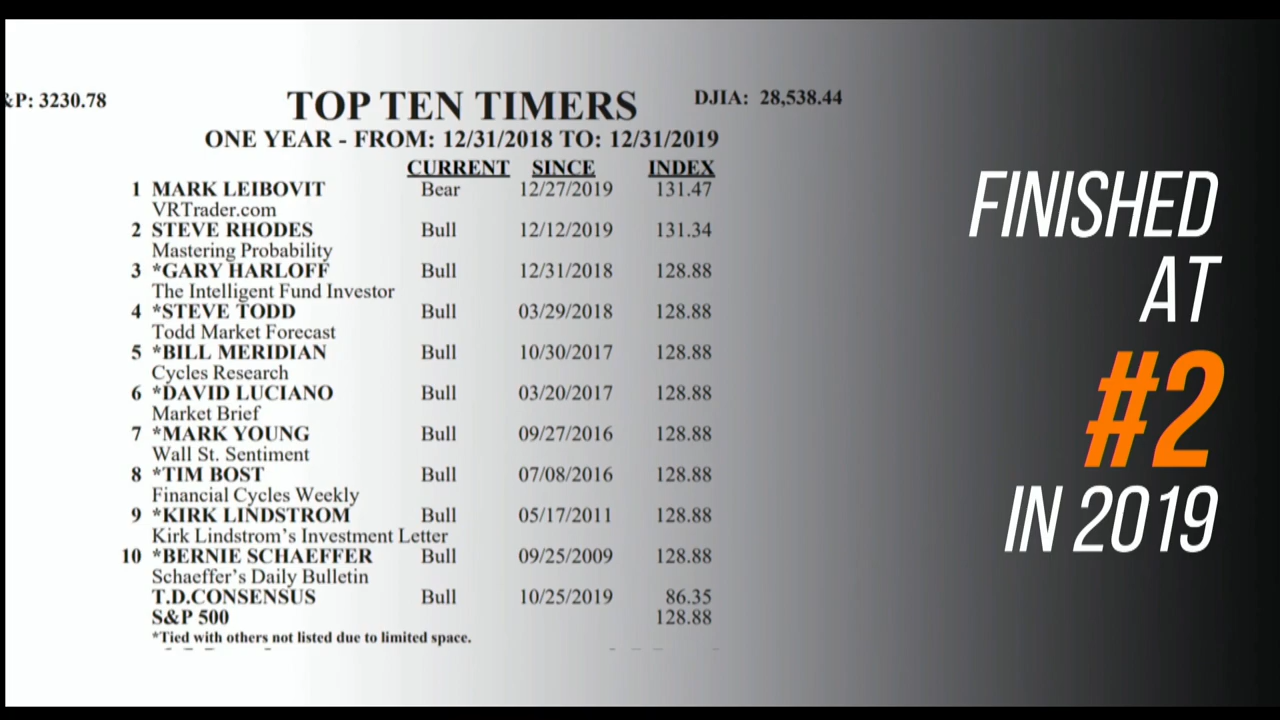 &P: 3230.78
TOP TEN TIMERS
DJIA: 28,538.44
ONE YEAR - FROM: 12/31/2018 TO: 12/31/2019
CURRENT SINCE INDEX
1 MARK LEIBOVIT Bear 12/27/2019 131.47
VRTrader.com
2 STEVE RHODES Bull 12/12/2019 131.34
Mastering Probability
3 *GARY HARLOFF Bull 12/31/2018 128.88
The Intelligent Fund Investor
4 *STEVE TODD Bull 03/29/2018 128.88
Todd Market Forecast
5 *BILL MERIDIAN Bull 10/30/2017 128.88
Cycles Research
6 *DAVID LUCIANO Bull 03/20/2017 128.88
Market Brief
7 *MARK YOUNG Bull 09/27/2016 128.88
Wall St. Sentiment
8 *TIM BOST Bull 07/08/2016 128.88
Financial Cycles Weekly
9 *KIRK LINDSTROM Bull 05/17/2011 128.88
Kirk Lindstrom's Investment Letter
10 *BERNIE SCHAEFFER Bull 09/25/2009 128.88
Schaeffer's Daily Bulletin
T.D.CONSENSUS Bull 10/25/2019 86.35
S&P 500 128.88
*Tied with others not listed due to limited space.
FINISHED
AT
#2
IN 2019